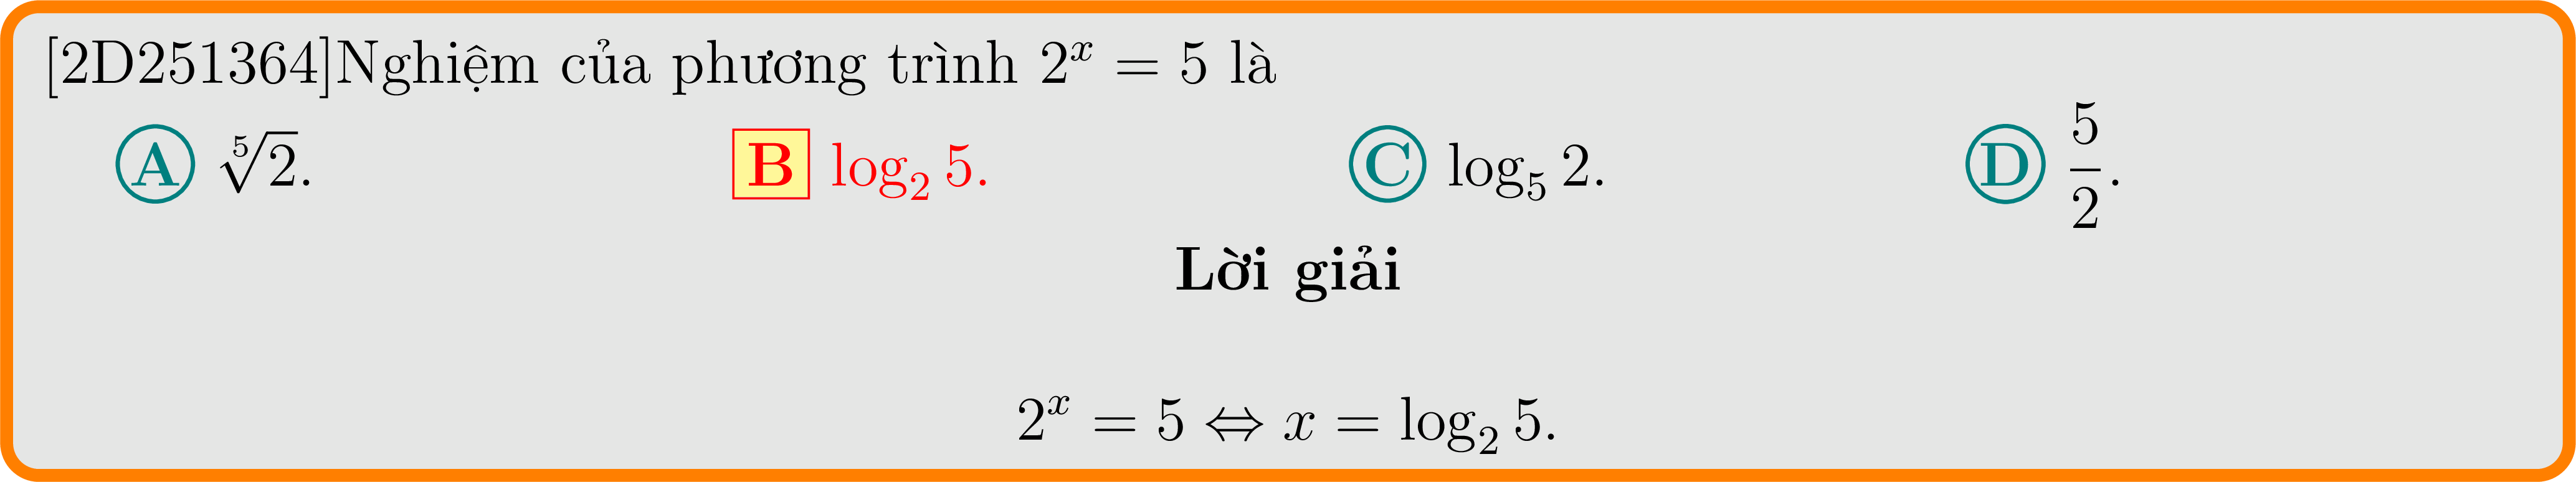 [2D251364]Nghiệm của phương trình $2^x = 5$ là
A $\sqrt[5]{2}$. B $\log_2 5$. C $\log_5 2$. D $\dfrac{5}{2}$.
Lời giải
$2^x = 5 \Leftrightarrow x = \log_2 5.$